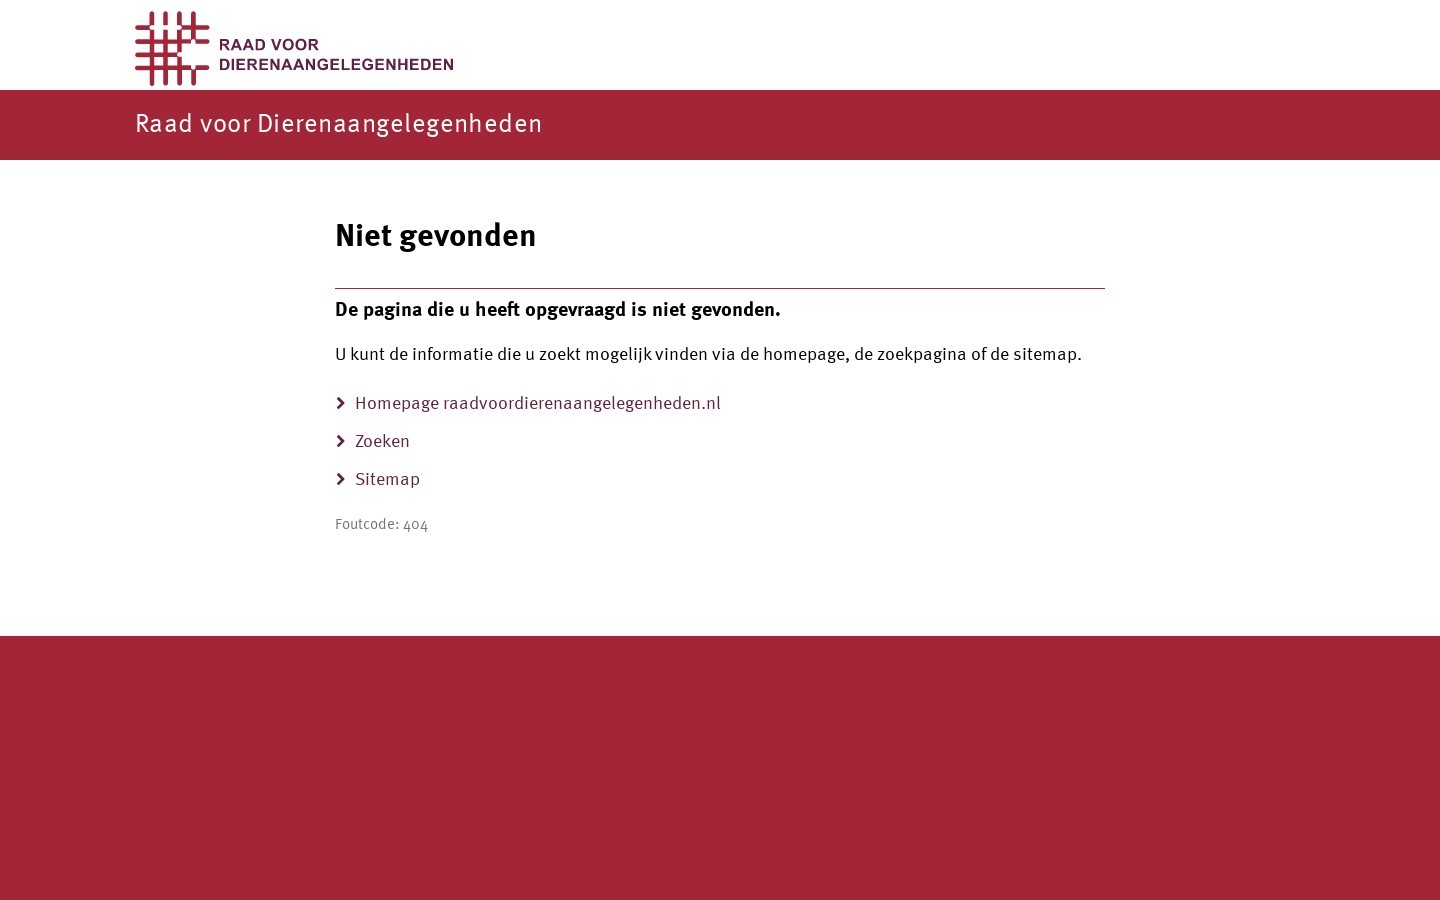 RAAD VOOR
DIERENAANGELEGENHEDEN
Raad voor Dierenaangelegenheden
Niet gevonden
De pagina die u heeft opgevraagd is niet gevonden.
U kunt de informatie die u zoekt mogelijk vinden via de homepage, de zoekpagina of de sitemap.
Homepage raadvoordierenaangelegenheden.nl
Zoeken
Sitemap
Foutcode: 404